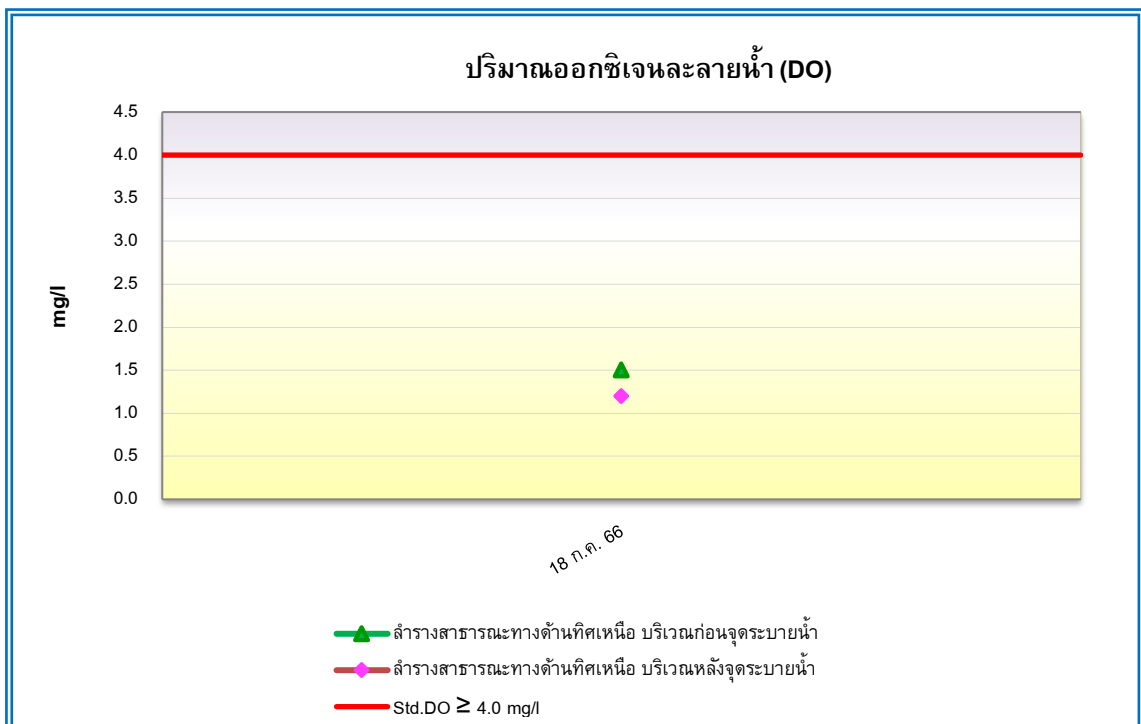 ปริมาณออกซิเจนละลายน้ำ (DO)
4.5
4.0
3.5
3.0
2.5
2.0
1.5
1.0
0.5
0.0
mg/l
18 ก.ค. 66
ลำรางสาธารณะทางด้านทิศเหนือ บริเวณก่อนจุดระบายน้ำ
ลำรางสาธารณะทางด้านทิศเหนือ บริเวณหลังจุดระบายน้ำ
Std.DO ≥ 4.0 mg/l